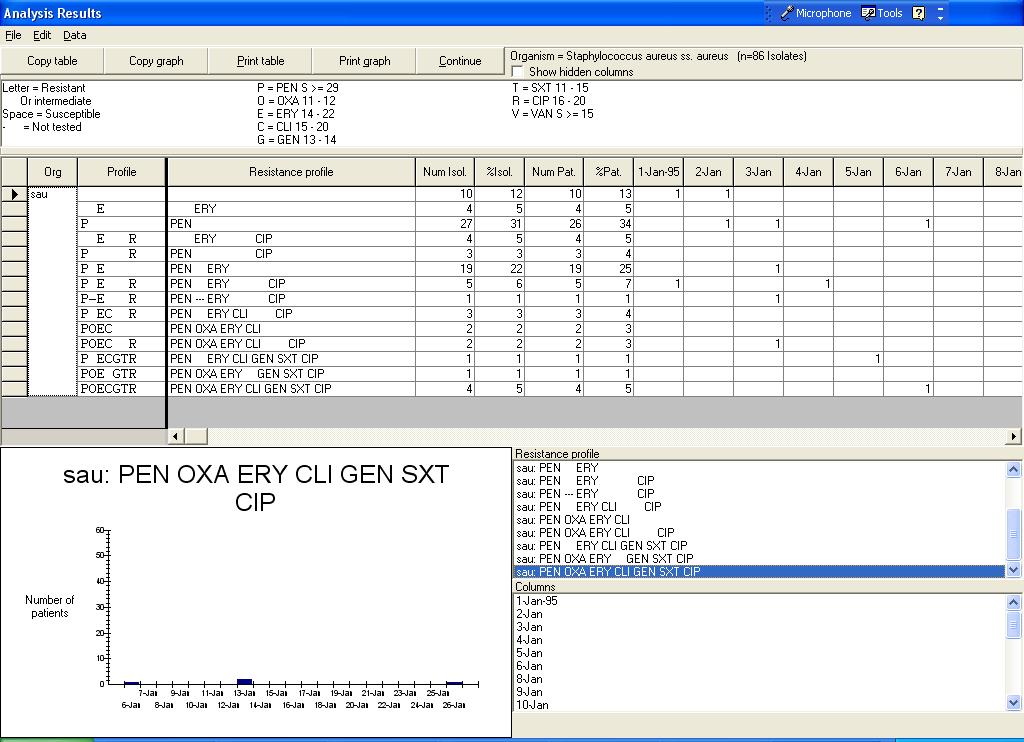 Analysis Results
Microphone Tools ?
File Edit Data
Copy table Copy graph Print table Print graph Continue
Organism = Staphylococcus aureus ss. aureus (n=86 Isolates)
Show hidden columns
Letter = Resistant P = PEN S >= 29 T = SXT 11 - 15
Or intermediate O = OXA 11 - 12 R = CIP 16 - 20
Space = Susceptible E = ERY 14 - 22 V = VAN S >= 15
- = Not tested C = CLI 15 - 20
G = GEN 13 - 14
Org Profile Resistance profile Num Isol. %Isol. Num Pat. %Pat. 1-Jan-95 2-Jan 3-Jan 4-Jan 5-Jan 6-Jan 7-Jan 8-Jan
sau 10 12 10 13 1 1
E ERY 4 5 4 5
P PEN 27 31 26 34 1 1 1
E R ERY CIP 4 5 4 5
P R PEN CIP 3 3 3 4
P E PEN ERY 19 22 19 25 1
P E R PEN ERY CIP 5 6 5 7 1 1
P-E R PEN --- ERY CIP 1 1 1 1 1
P EC R PEN ERY CLI CIP 3 3 3 4
POEC PEN OXA ERY CLI 2 2 2 3
POEC R PEN OXA ERY CLI CIP 2 2 2 3 1
P ECGTR PEN ERY CLI GEN SXT CIP 1 1 1 1 1
POE GTR PEN OXA ERY GEN SXT CIP 1 1 1 1
POECGTR PEN OXA ERY CLI GEN SXT CIP 4 5 4 5 1
sau: PEN OXA ERY CLI GEN SXT
CIP
60
50
40
30
20
10
0
Number of
patients
7-Jan 9-Jan 11-Jan 13-Jan 15-Jan 17-Jan 19-Jan 21-Jan 23-Jan 25-Jan
6-Jan 8-Jan 10-Jan 12-Jan 14-Jan 16-Jan 18-Jan 20-Jan 22-Jan 24-Jan 26-Jan
Resistance profile
sau: PEN ERY
sau: PEN ERY CIP
sau: PEN --- ERY CIP
sau: PEN ERY CLI CIP
sau: PEN OXA ERY CLI
sau: PEN OXA ERY CLI CIP
sau: PEN ERY CLI GEN SXT CIP
sau: PEN OXA ERY GEN SXT CIP
sau: PEN OXA ERY CLI GEN SXT CIP
Columns
1-Jan-95
2-Jan
3-Jan
4-Jan
5-Jan
6-Jan
8-Jan
9-Jan
10-Jan